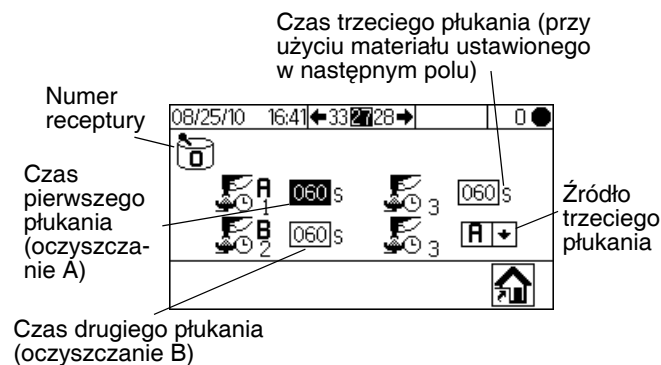 Czas trzeciego płukania (przy
użyciu materiału ustawionego
w następnym polu)
Numer
receptury
08/25/10 16:41 ←33 27 28→ 0
0
Czas
pierwszego
płukania
(oczyszcza-
nie A)
A 1 060 s 3 060 s
B 2 060 s 3 A
Źródło
trzeciego
płukania
Czas drugiego płukania
(oczyszczanie B)